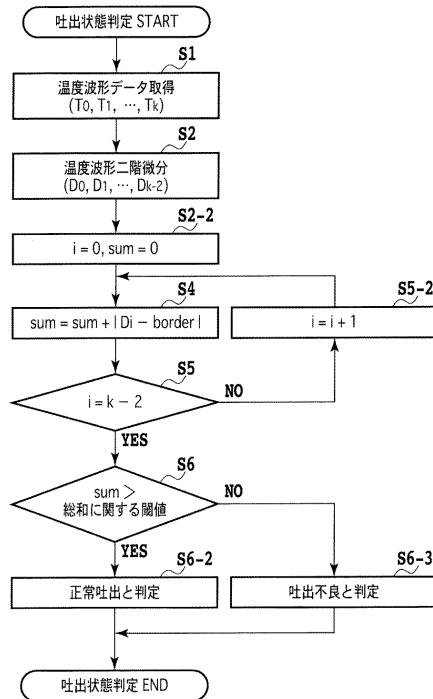 吐出状態判定 START
S1
温度波形データ取得
(T0, T1, …, Tk)
S2
温度波形二階微分
(D0, D1, …, Dk-2)
S2-2
i = 0, sum = 0
S4
sum = sum + | Di − border |
S5-2
i = i + 1
S5
i = k − 2
NO
YES
S6
sum >
総和に関する閾値
NO
YES
S6-2
正常吐出と判定
S6-3
吐出不良と判定
吐出状態判定 END